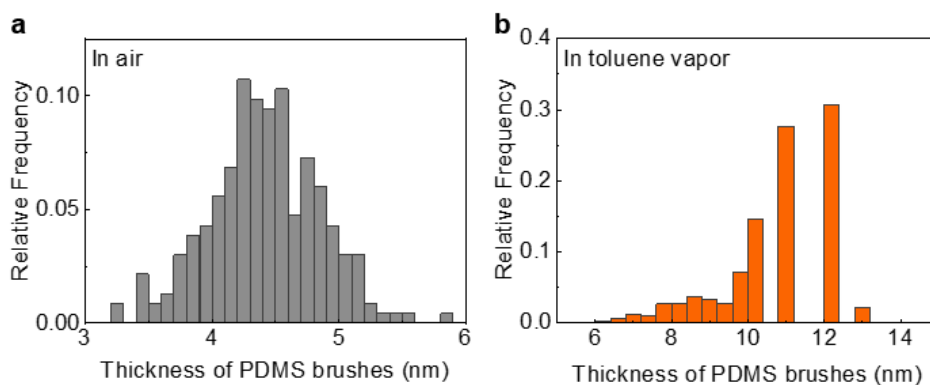 a
In air
Relative Frequency
0.10
0.05
0.00
3
4
5
6
Thickness of PDMS brushes (nm)
b
In toluene vapor
Relative Frequency
0.4
0.3
0.2
0.1
0.0
6
8
10
12
14
Thickness of PDMS brushes (nm)